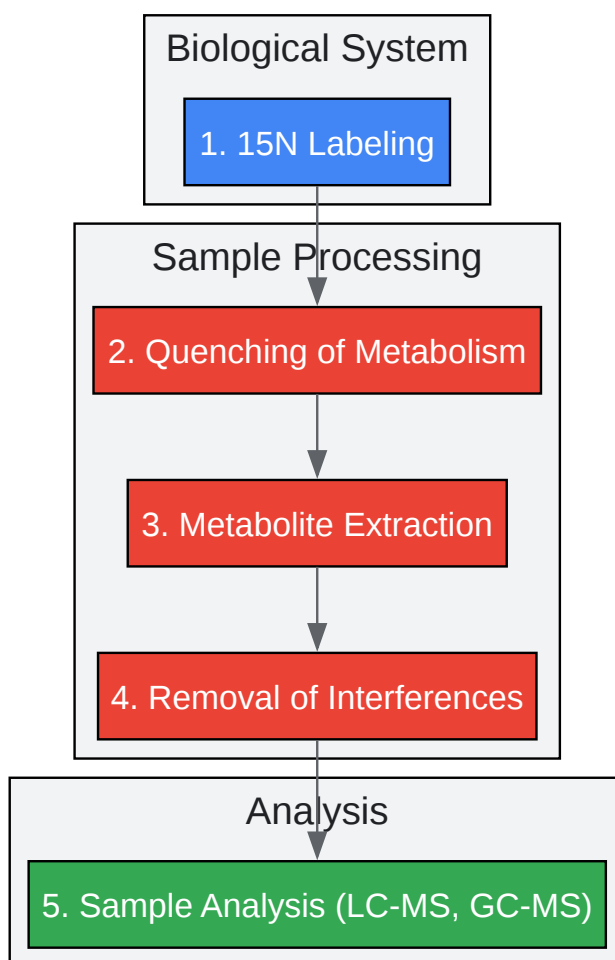 Biological System
1. 15N Labeling
Sample Processing
2. Quenching of Metabolism
3. Metabolite Extraction
4. Removal of Interferences
Analysis
5. Sample Analysis (LC-MS, GC-MS)